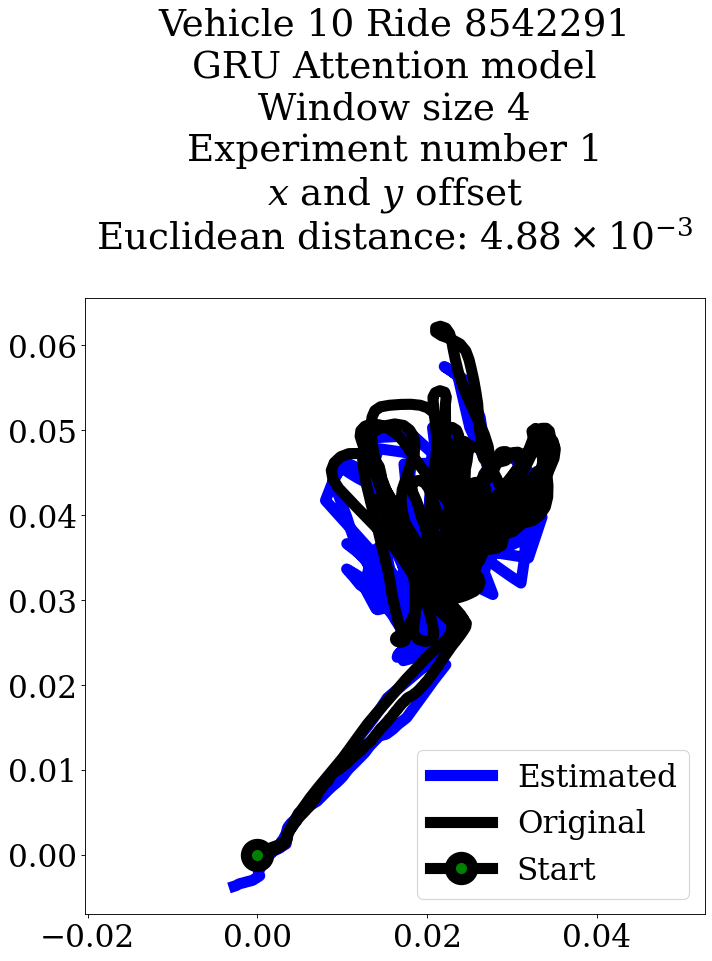 Vehicle 10 Ride 8542291
GRU Attention model
Window size 4
Experiment number 1
x and y offset
Euclidean distance: 4.88 × 10⁻³
0.06
0.05
0.04
0.03
0.02
0.01
0.00
−0.02 0.00 0.02 0.04
Estimated
Original
Start